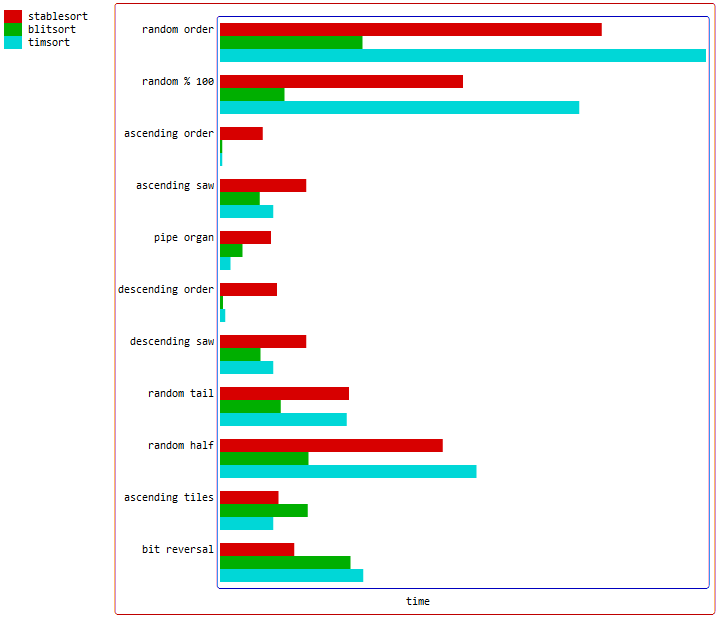 stablesort
blitsort
timsort
random order
random % 100
ascending order
ascending saw
pipe organ
descending order
descending saw
random tail
random half
ascending tiles
bit reversal
time